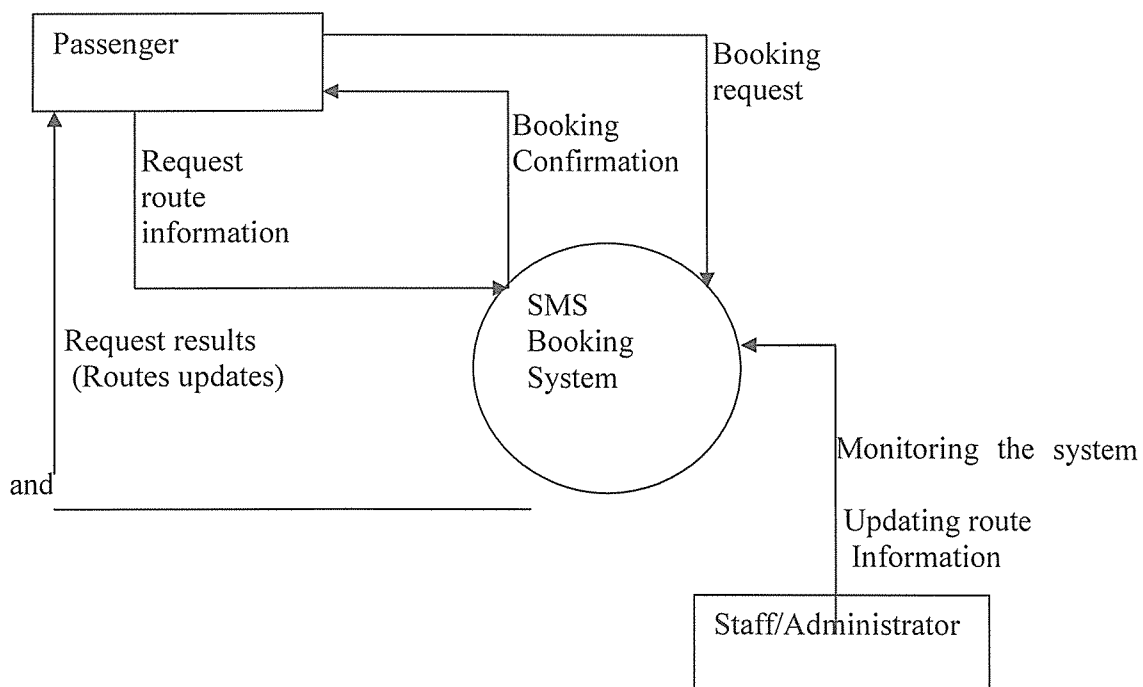 Passenger
Booking
request
Booking
Confirmation
Request
route
information
SMS
Booking
System
Request results
(Routes updates)
Monitoring the system
and
Updating route
Information
Staff/Administrator